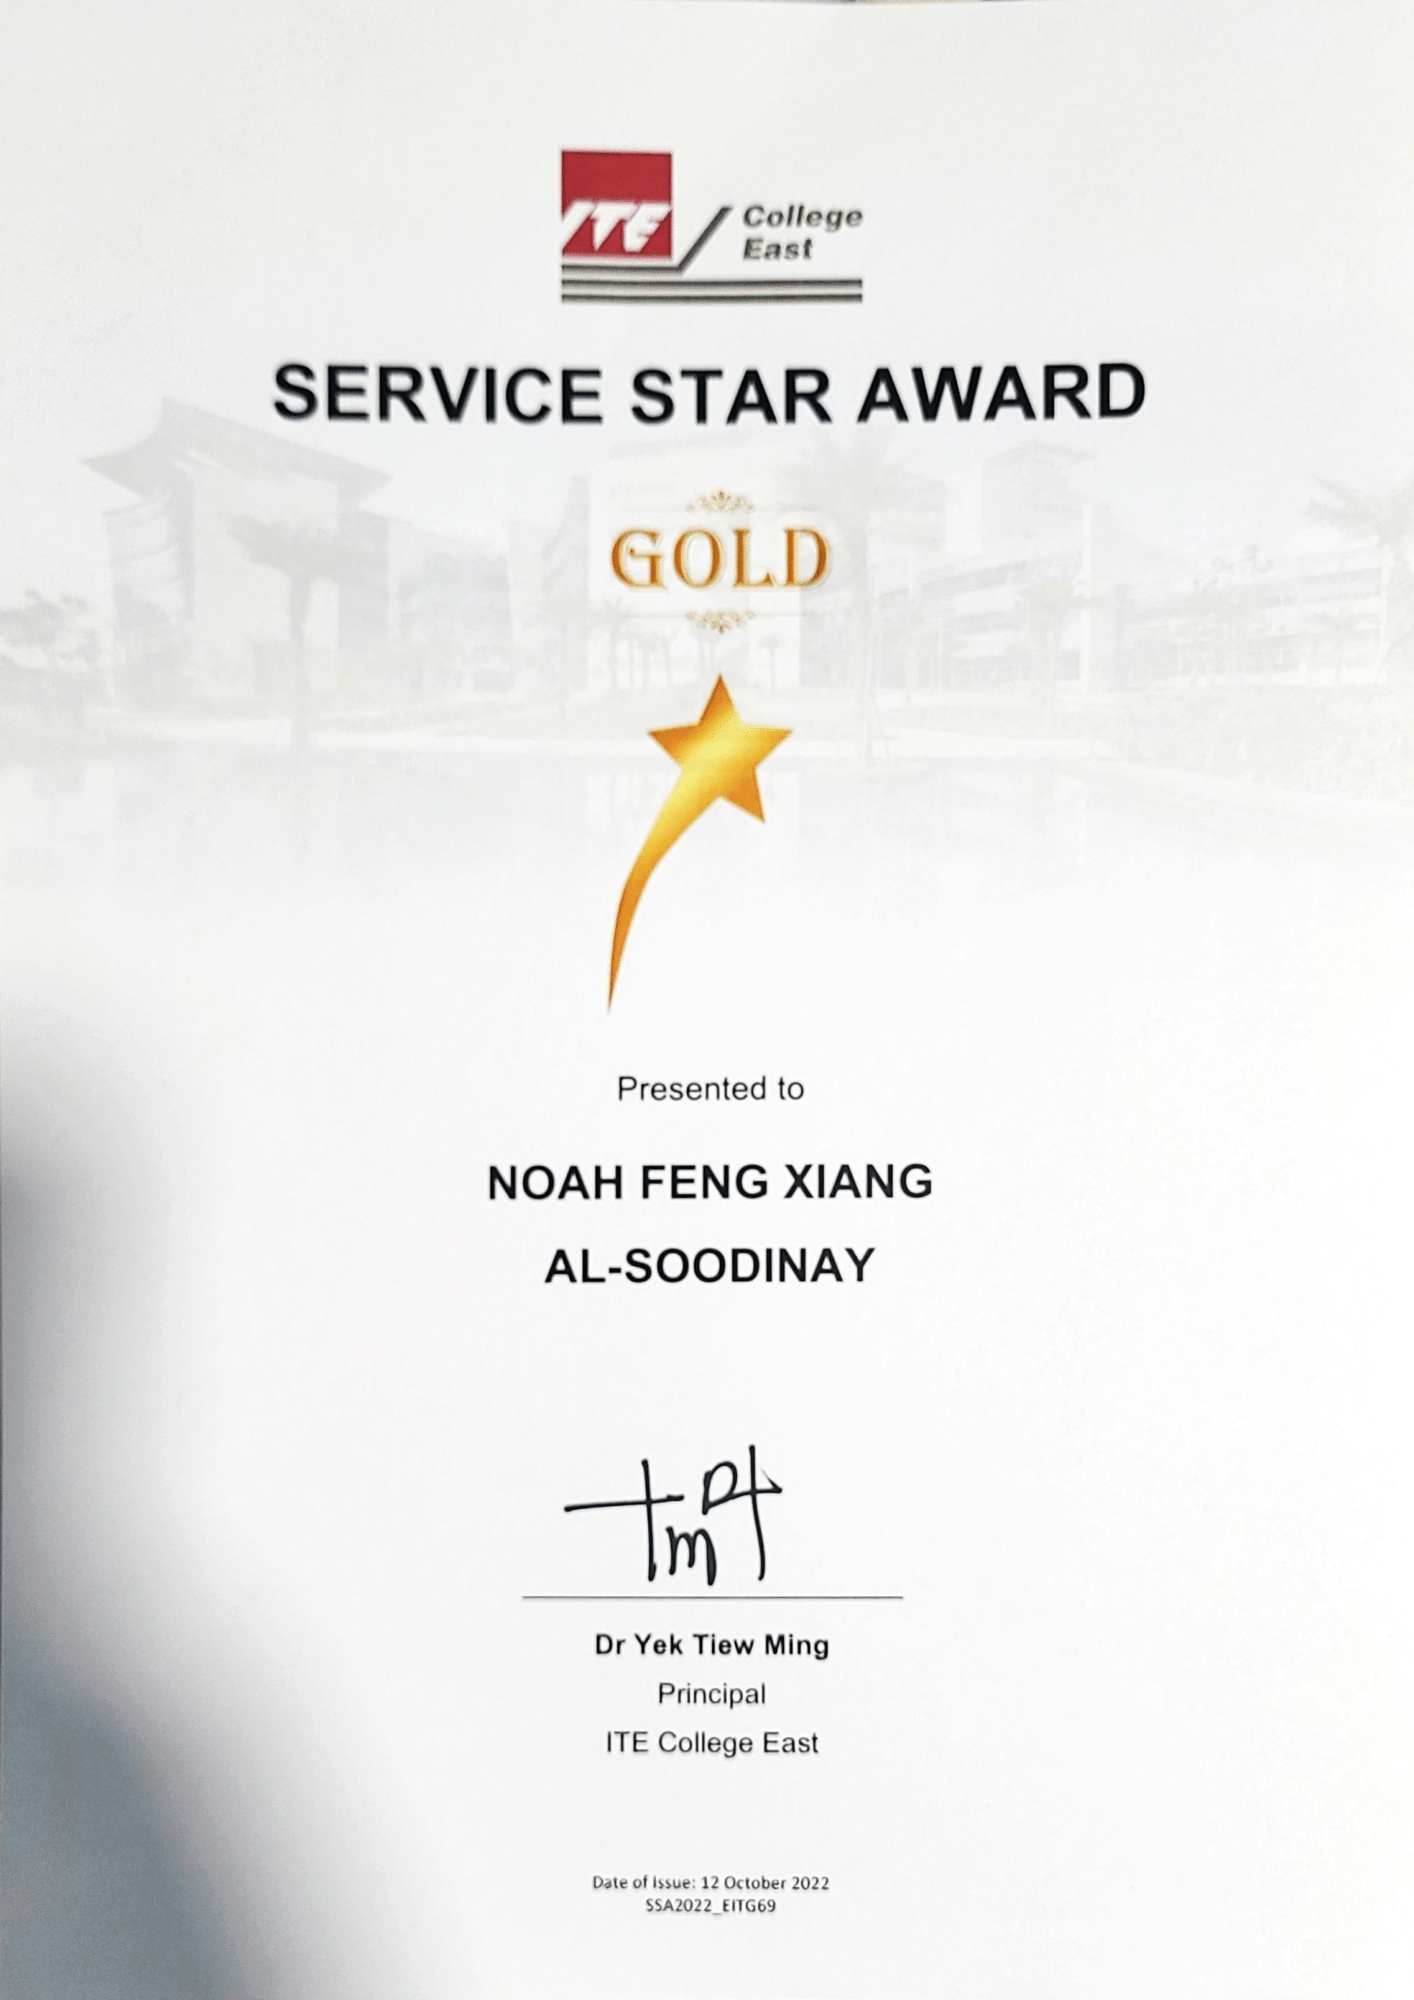 ITE
College
East
SERVICE STAR AWARD
GOLD
Presented to
NOAH FENG XIANG
AL-SOODINAY
Dr Yek Tiew Ming
Principal
ITE College East
Date of Issue: 12 October 2022
SSA2022_EITG69